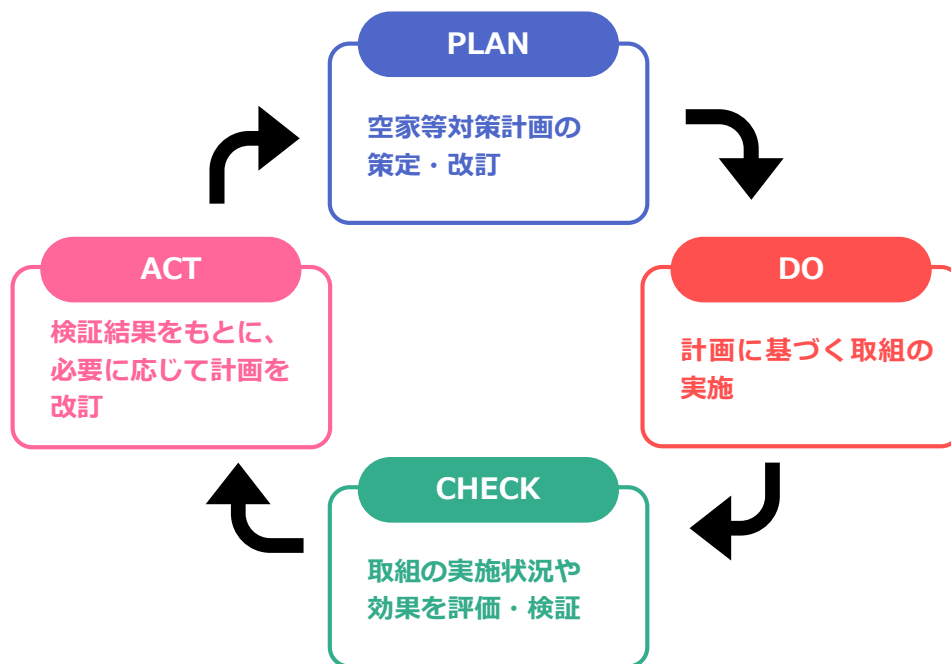 PLAN
空家等対策計画の
策定・改訂
DO
計画に基づく取組の
実施
CHECK
取組の実施状況や
効果を評価・検証
ACT
検証結果をもとに、
必要に応じて計画を
改訂